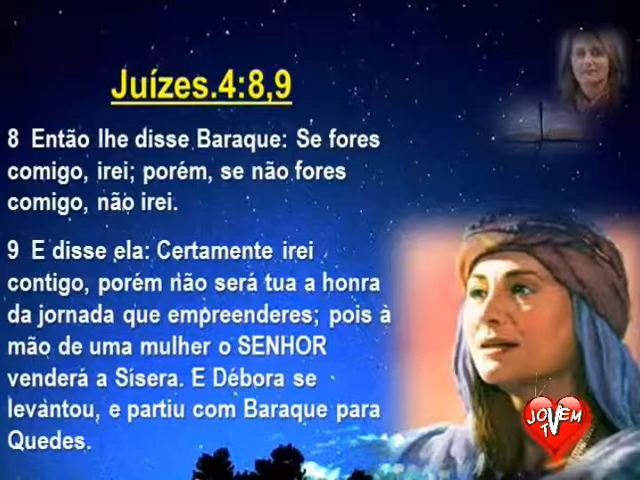 Juízes.4:8,9
8 Então lhe disse Baraque: Se fores
comigo, irei; porém, se não fores
comigo, não irei.
9 E disse ela: Certamente irei
contigo, porém não será tua a honra
da jornada que empreenderes; pois à
mão de uma mulher o SENHOR
venderá a Sísera. E Débora se
levantou, e partiu com Baraque para
Quedes.
JOVEM
TV